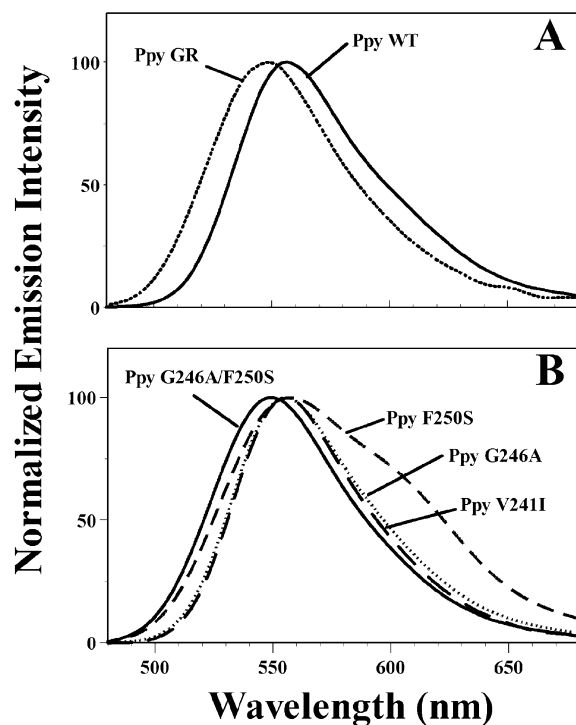 Normalized Emission Intensity
A
Ppy GR
Ppy WT
100
50
0
B
Ppy G246A/F250S
Ppy F250S
Ppy G246A
Ppy V241I
100
50
0
500 550 600 650
Wavelength (nm)